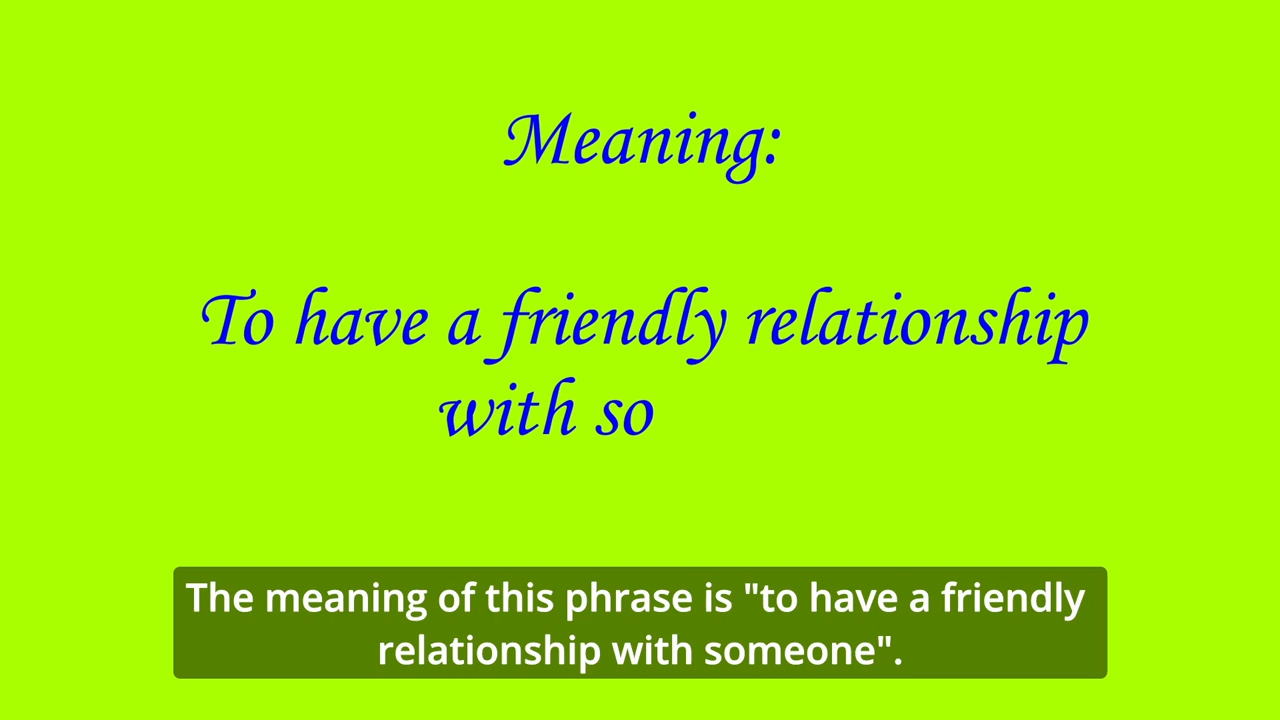 Meaning:
To have a friendly relationship
with so
The meaning of this phrase is "to have a friendly
relationship with someone".